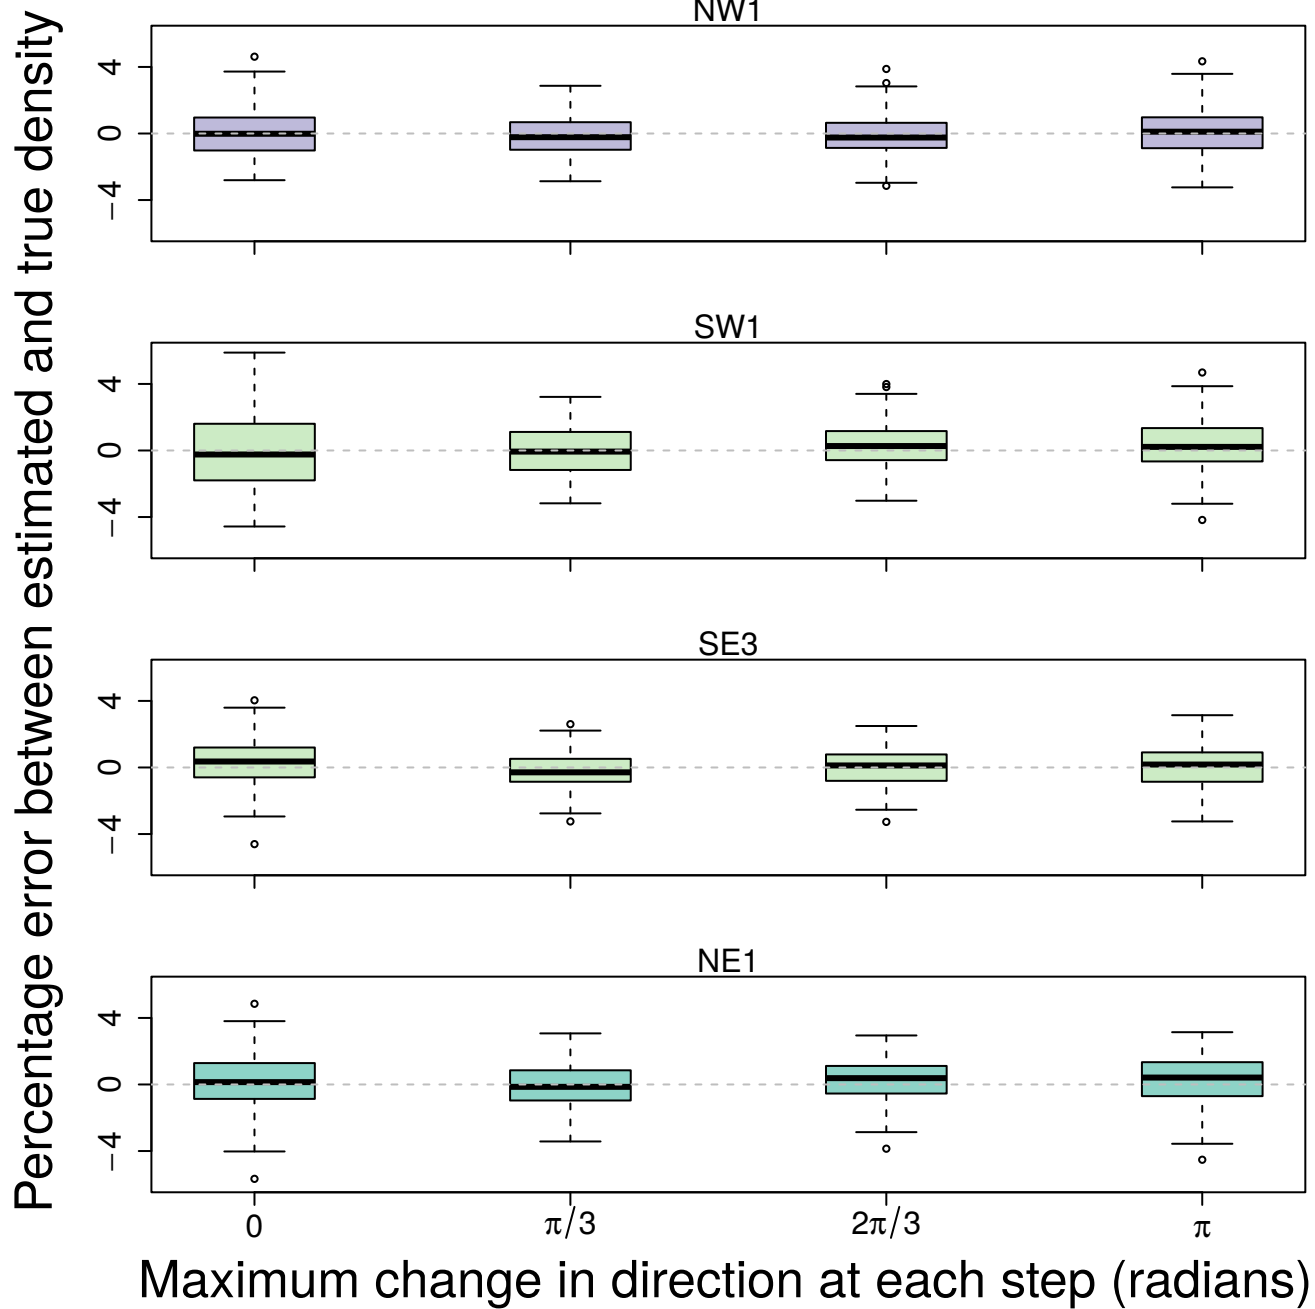 Percentage error between estimated and true density
NW1
4
0
−4
SW1
4
0
−4
SE3
4
0
−4
NE1
4
0
−4
0 π/3 2π/3 π
Maximum change in direction at each step (radians)